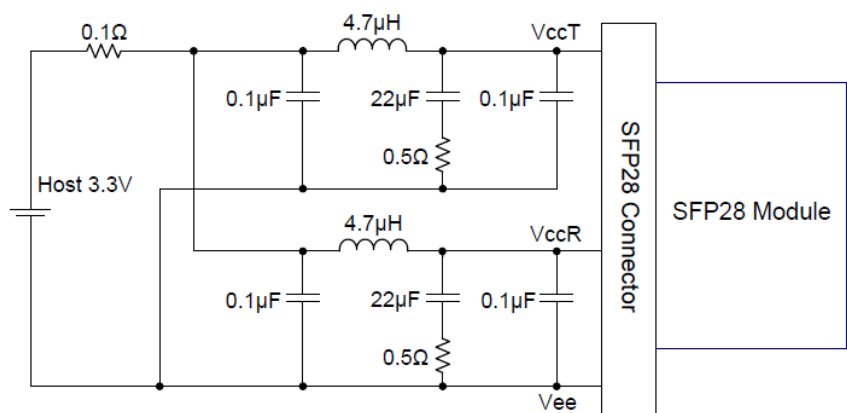 0.1Ω
4.7µH
VccT
0.1µF
22µF
0.1µF
0.5Ω
Host 3.3V
SFP28 Connector
SFP28 Module
4.7µH
VccR
0.1µF
22µF
0.1µF
0.5Ω
Vee